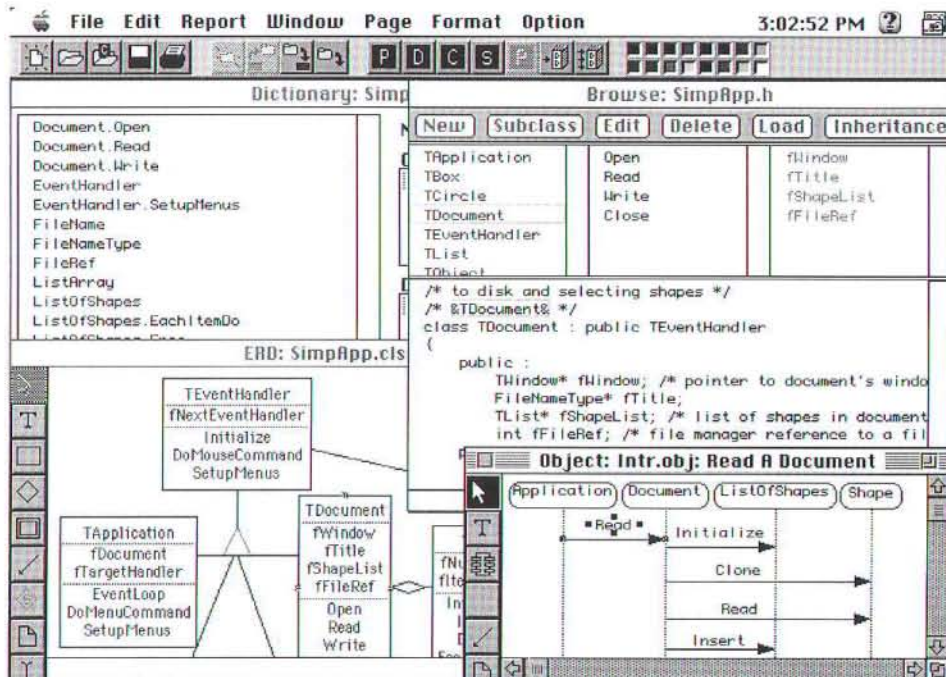 File Edit Report Window Page Format Option 3:02:52 PM
P D C S P
Dictionary: Simp
Document.Open
Document.Read
Document.Write
EventHandler
EventHandler.SetupMenus
FileName
FileNameType
FileRef
ListArray
ListOfShapes
ListOfShapes.EachItemDo
Browse: SimpApp.h
New Subclass Edit Delete Load Inheritance
TApplication
TBox
TCircle
TDocument
TEventHandler
TList
TObject
Open
Read
Write
Close
fWindow
fTitle
fShapeList
fFileRef
/* to disk and selecting shapes */
/* &TDocument& */
class TDocument : public TEventHandler
{
public :
TWindow* fWindow; /* pointer to document's windo
FileNameType* fTitle;
TList* fShapeList; /* list of shapes in document
int fFileRef; /* file manager reference to a fil
ERD: SimpApp.cls
T
TEventHandler
fNextEventHandler
Initialize
DoMouseCommand
SetupMenus
TApplication
fDocument
fTargetHandler
EventLoop
DoMenuCommand
SetupMenus
TDocument
fWindow
fTitle
fShapeList
fFileRef
Open
Read
Write
Object: Intr.obj: Read A Document
T
Application Document ListOfShapes Shape
Read
Initialize
Clone
Read
Insert